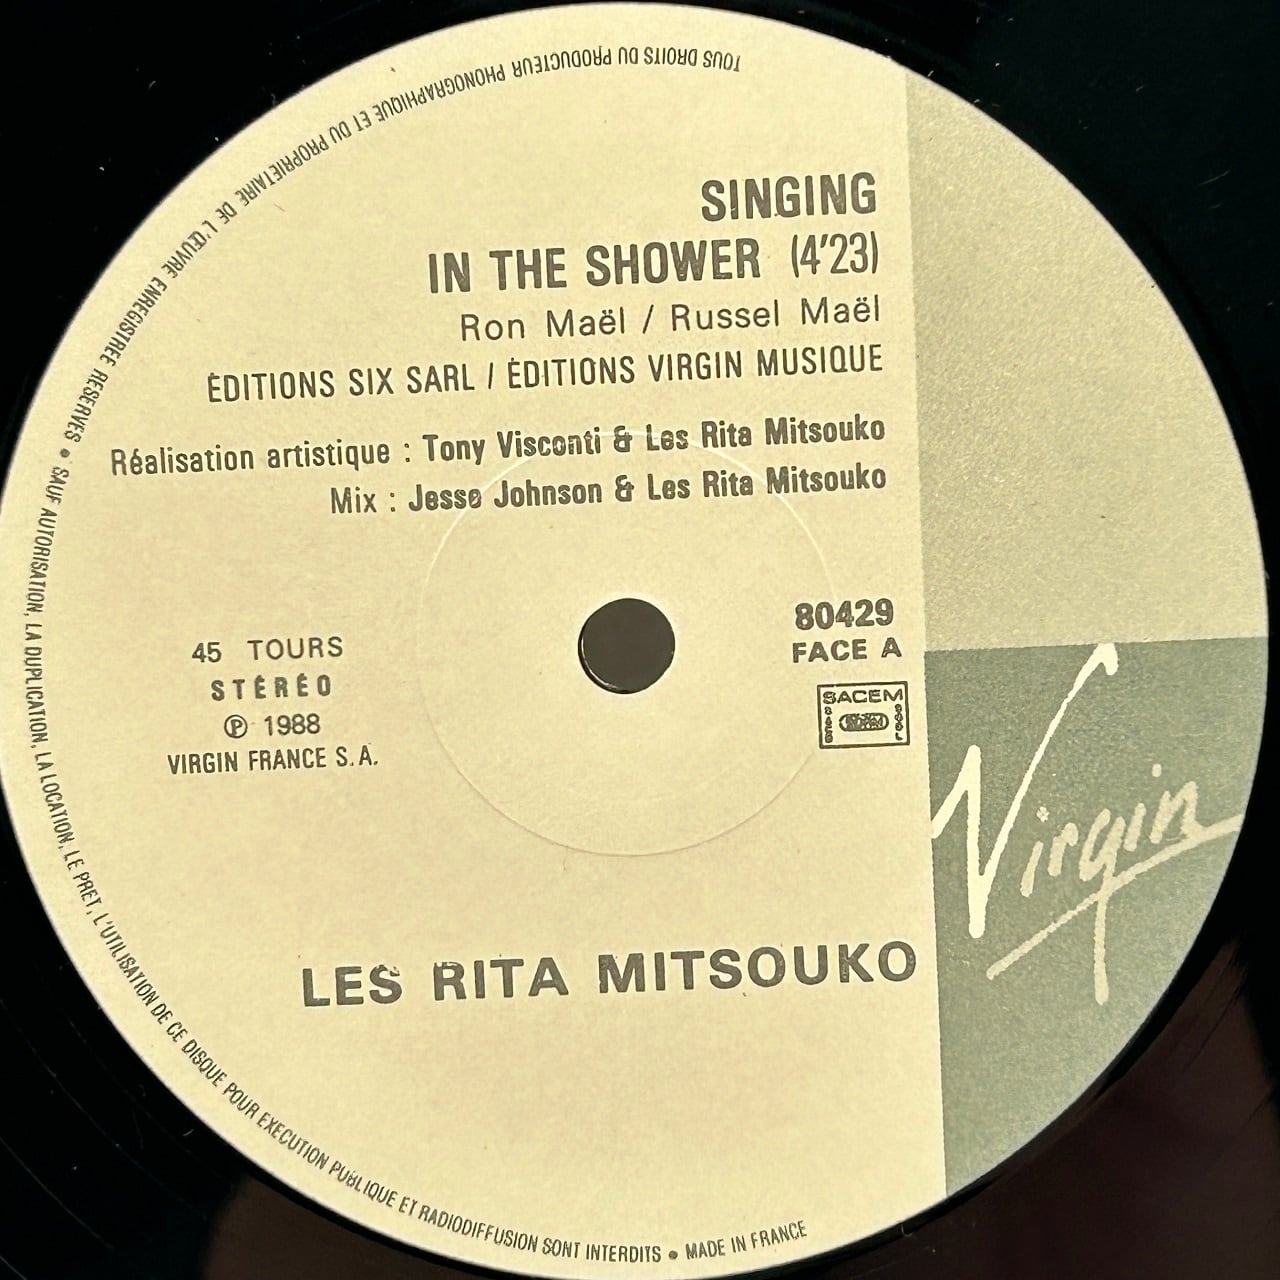 TOUS DROITS DU PRODUCTEUR PHONOGRAPHIQUE ET DU PROPRIETAIRE DE L'ŒUVRE ENREGISTREE RESERVES • SAUF AUTORISATION, LA DUPLICATION, LA LOCATION, LE PRET, L'UTILISATION DE CE DISQUE POUR EXECUTION PUBLIQUE ET RADIODIFFUSION SONT INTERDITS • MADE IN FRANCE
SINGING
IN THE SHOWER (4'23)
Ron Maël / Russel Maël
ÉDITIONS SIX SARL / ÉDITIONS VIRGIN MUSIQUE
Réalisation artistique : Tony Visconti & Les Rita Mitsouko
Mix : Jesse Johnson & Les Rita Mitsouko
45 TOURS
STÉRÉO
℗ 1988
VIRGIN FRANCE S.A.
80429
FACE A
SACEM
Virgin
LES RITA MITSOUKO